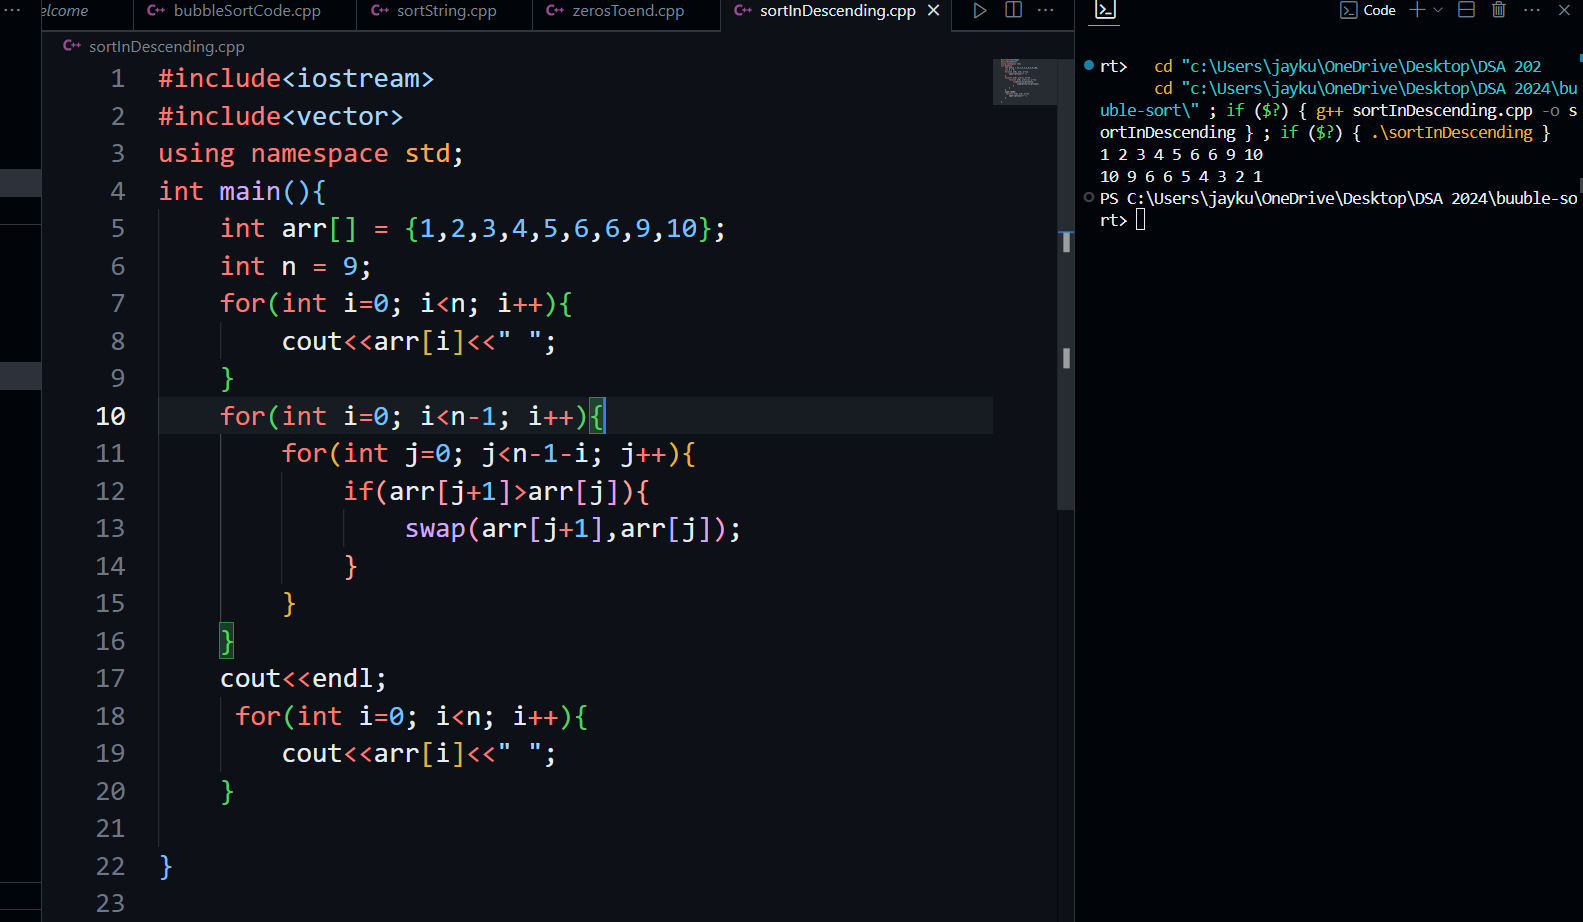 elcome
bubbleSortCode.cpp
sortString.cpp
zerosToend.cpp
sortInDescending.cpp
Code
sortInDescending.cpp
1 #include<iostream>
2 #include<vector>
3 using namespace std;
4 int main(){
5     int arr[] = {1,2,3,4,5,6,6,9,10};
6     int n = 9;
7     for(int i=0; i<n; i++){
8         cout<<arr[i]<<" ";
9     }
10     for(int i=0; i<n-1; i++){
11         for(int j=0; j<n-1-i; j++){
12             if(arr[j+1]>arr[j]){
13                 swap(arr[j+1],arr[j]);
14             }
15         }
16     }
17     cout<<endl;
18      for(int i=0; i<n; i++){
19         cout<<arr[i]<<" ";
20     }
21
22 }
23
rt>   cd "c:\Users\jayku\OneDrive\Desktop\DSA 202
      cd "c:\Users\jayku\OneDrive\Desktop\DSA 2024\bu
uble-sort\" ; if ($?) { g++ sortInDescending.cpp -o s
ortInDescending } ; if ($?) { .\sortInDescending }
1 2 3 4 5 6 6 9 10
10 9 6 6 5 4 3 2 1
PS C:\Users\jayku\OneDrive\Desktop\DSA 2024\buuble-so
rt>